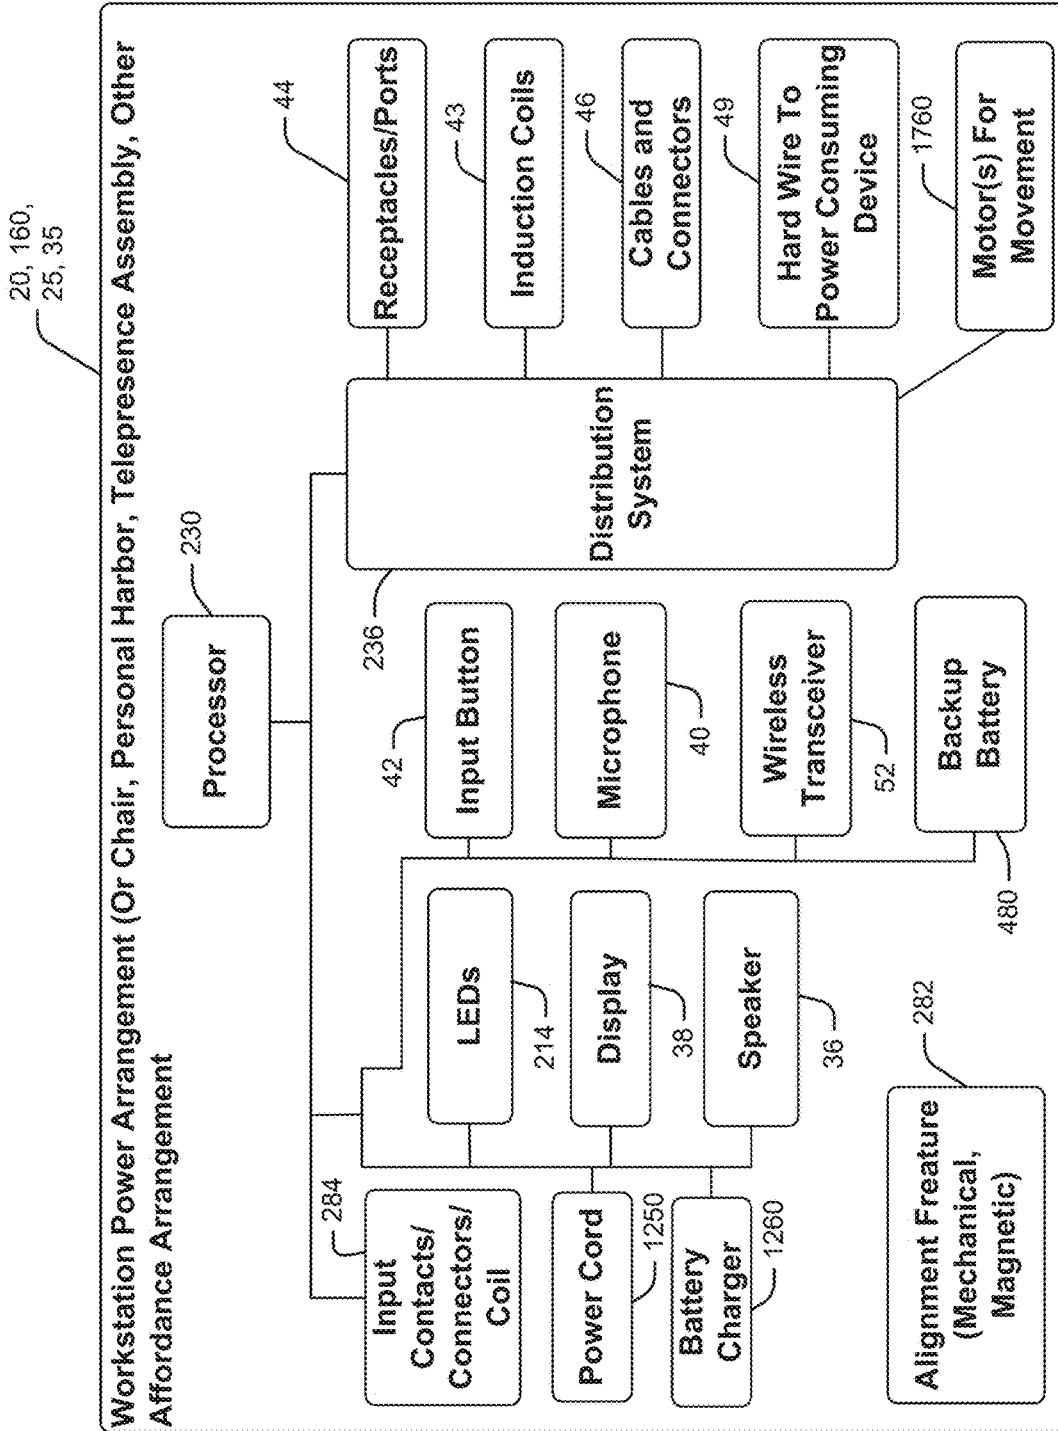 20, 160,
25, 35
Workstation Power Arrangement (Or Chair, Personal Harbor, Telepresence Assembly, Other
Affordance Arrangement
Processor
230
Input
Contacts/
Connectors/
Coil
284
Power Cord
1250
Battery
Charger
1260
Alignment Freature
(Mechanical,
Magnetic)
282
LEDs
214
Display
38
Speaker
36
42
Input Button
Microphone
40
Wireless
Transceiver
52
Backup
Battery
480
236
Distribution
System
44
Receptacles/Ports
43
Induction Coils
46
Cables and
Connectors
49
Hard Wire To
Power Consuming
Device
1760
Motor(s) For
Movement